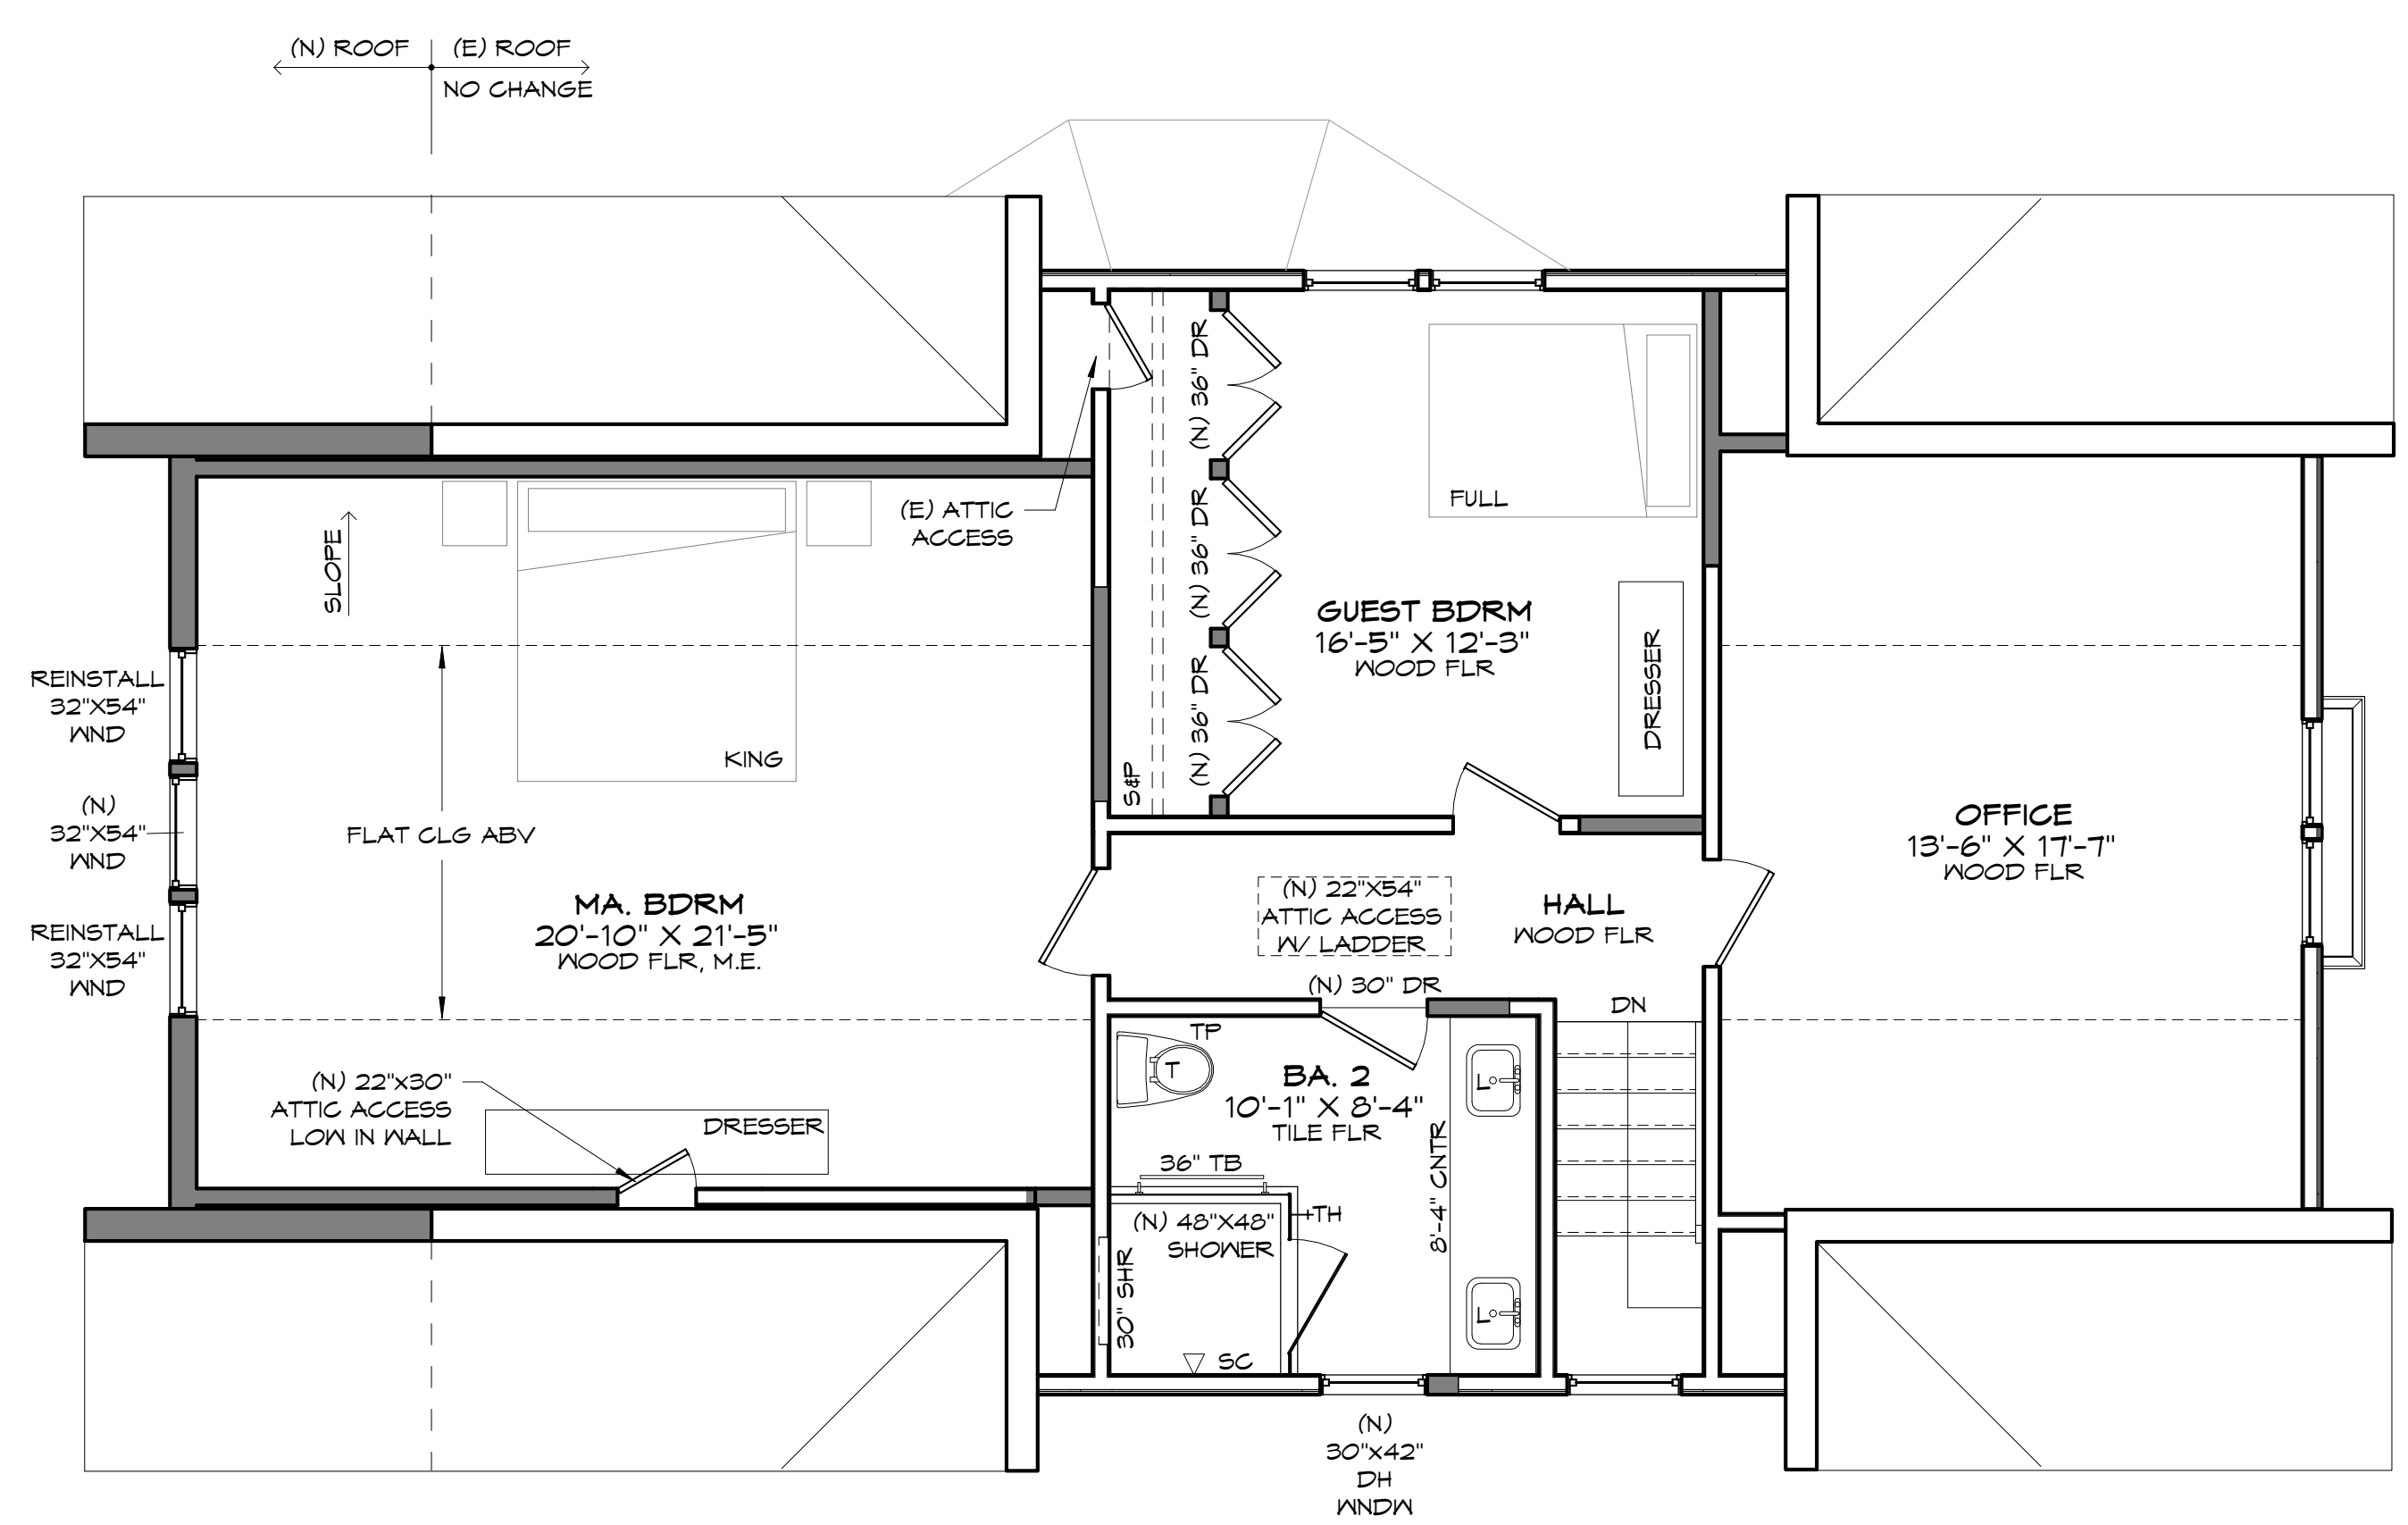 (N) ROOF
(E) ROOF
NO CHANGE
(N) 36" DR
(N) 36" DR
(N) 36" DR
S&P
(E) ATTIC
ACCESS
SLOPE
FULL
GUEST BDRM
16'-5" X 12'-3"
WOOD FLR
DRESSER
REINSTALL
32"X54"
WND
(N)
32"X54"
WND
REINSTALL
32"X54"
WND
KING
FLAT CLG ABV
MA. BDRM
20'-10" X 21'-5"
WOOD FLR, M.E.
OFFICE
13'-6" X 17'-7"
WOOD FLR
(N) 22"X54"
ATTIC ACCESS
W/ LADDER
HALL
WOOD FLR
(N) 30" DR
DN
(N) 22"x30"
ATTIC ACCESS
LOW IN WALL
DRESSER
TP
T
BA. 2
10'-1" X 8'-4"
TILE FLR
L
36" TB
8'-4" CNTR
TH
(N) 48"X48"
SHOWER
30" SHR
L
SC
(N)
30"x42"
DH
WNDW